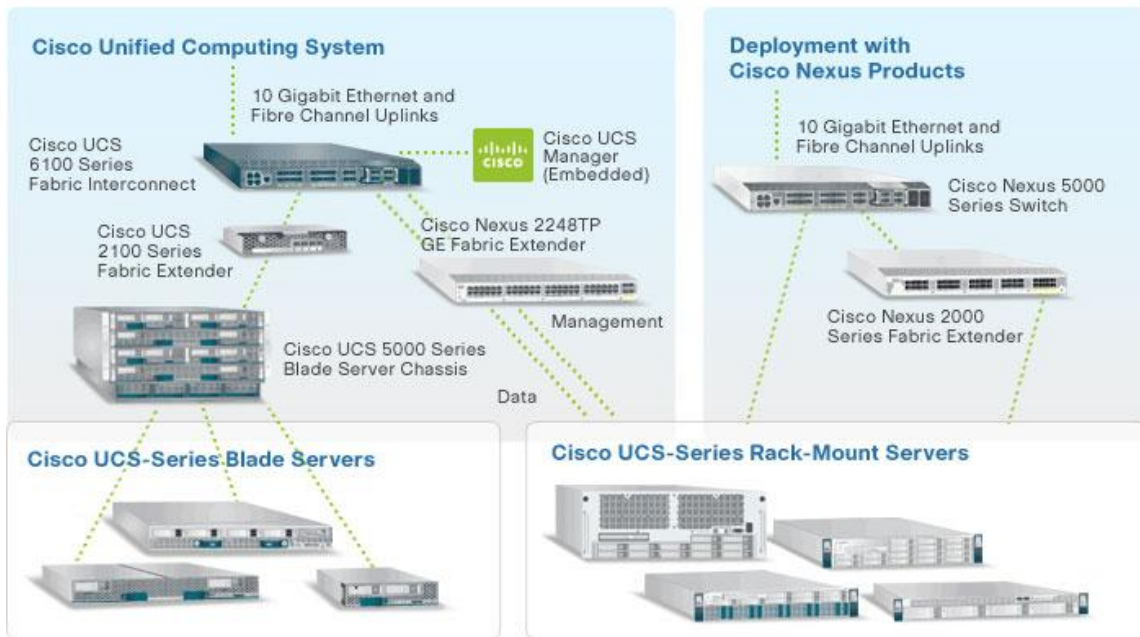 Cisco Unified Computing System
10 Gigabit Ethernet and
Fibre Channel Uplinks
Cisco UCS
6100 Series
Fabric Interconnect
CISCO
Cisco UCS
Manager
(Embedded)
Cisco UCS
2100 Series
Fabric Extender
Cisco Nexus 2248TP
GE Fabric Extender
Management
Cisco UCS 5000 Series
Blade Server Chassis
Data
Deployment with
Cisco Nexus Products
10 Gigabit Ethernet and
Fibre Channel Uplinks
Cisco Nexus 5000
Series Switch
Cisco Nexus 2000
Series Fabric Extender
Cisco UCS-Series Blade Servers
Cisco UCS-Series Rack-Mount Servers